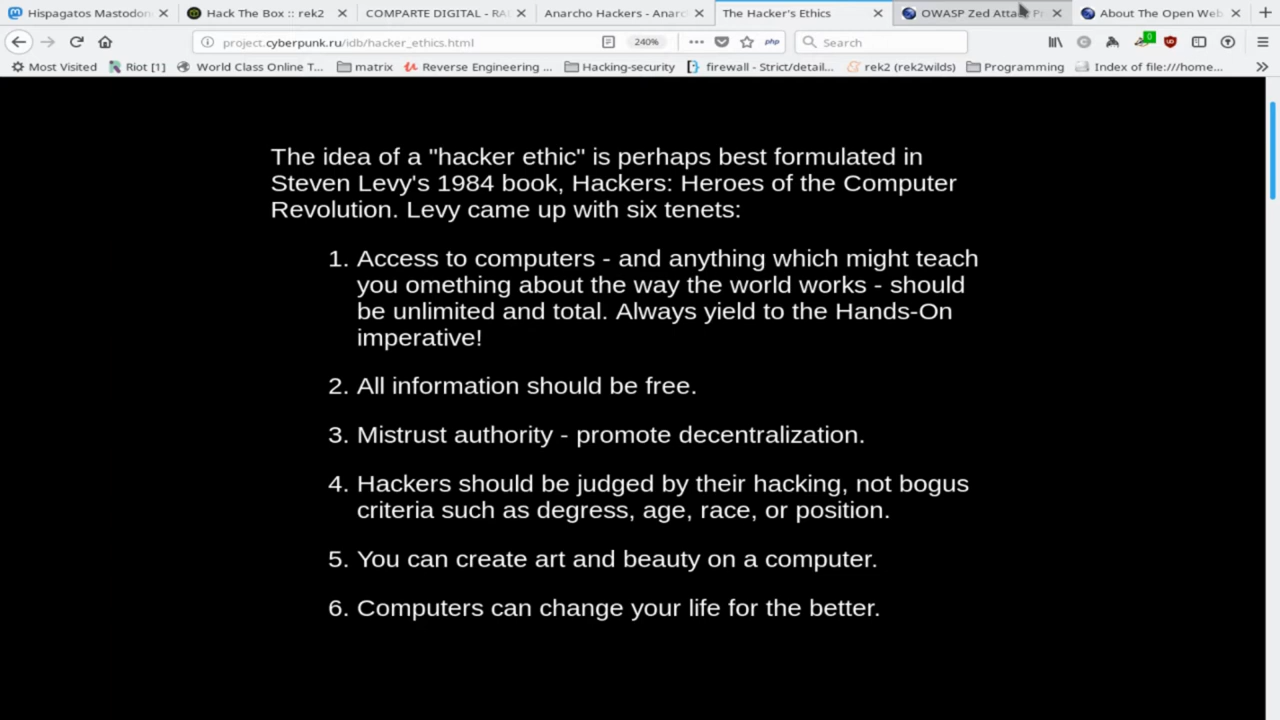 Hispagatos Mastodon
Hack The Box :: rek2
COMPARTE DIGITAL - RA
Anarcho Hackers - Anarc
The Hacker's Ethics
OWASP Zed Attack P
About The Open Web
project.cyberpunk.ru/idb/hacker_ethics.html
240%
php
Search
0
Most Visited
Riot [1]
World Class Online T...
matrix
Reverse Engineering ...
Hacking-security
firewall - Strict/detail...
rek2 (rek2wilds)
Programming
Index of file:///home...
The idea of a "hacker ethic" is perhaps best formulated in
Steven Levy's 1984 book, Hackers: Heroes of the Computer
Revolution. Levy came up with six tenets:
1. Access to computers - and anything which might teach
you omething about the way the world works - should
be unlimited and total. Always yield to the Hands-On
imperative!
2. All information should be free.
3. Mistrust authority - promote decentralization.
4. Hackers should be judged by their hacking, not bogus
criteria such as degress, age, race, or position.
5. You can create art and beauty on a computer.
6. Computers can change your life for the better.